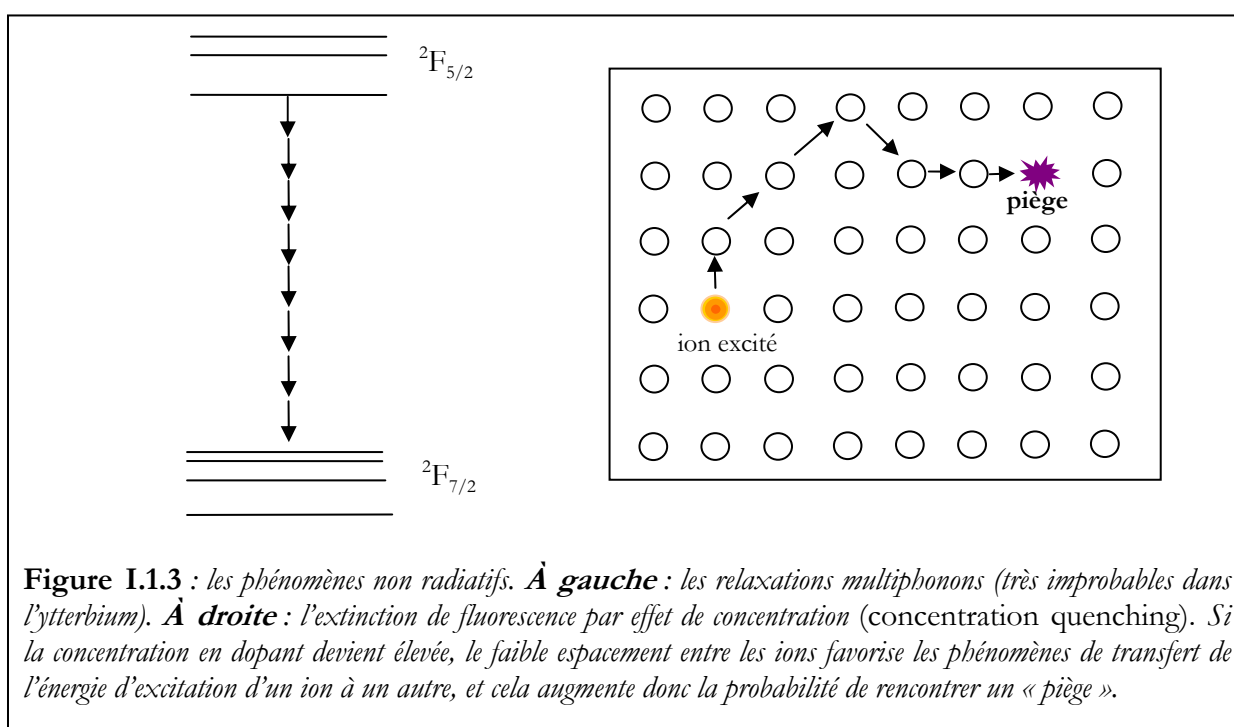 ²F₅/₂
piège
ion excité
²F₇/₂
Figure I.1.3 : les phénomènes non radiatifs. À gauche : les relaxations multiphonons (très improbables dans
l’ytterbium). À droite : l’extinction de fluorescence par effet de concentration (concentration quenching). Si
la concentration en dopant devient élevée, le faible espacement entre les ions favorise les phénomènes de transfert de
l’énergie d’excitation d’un ion à un autre, et cela augmente donc la probabilité de rencontrer un « piège ».